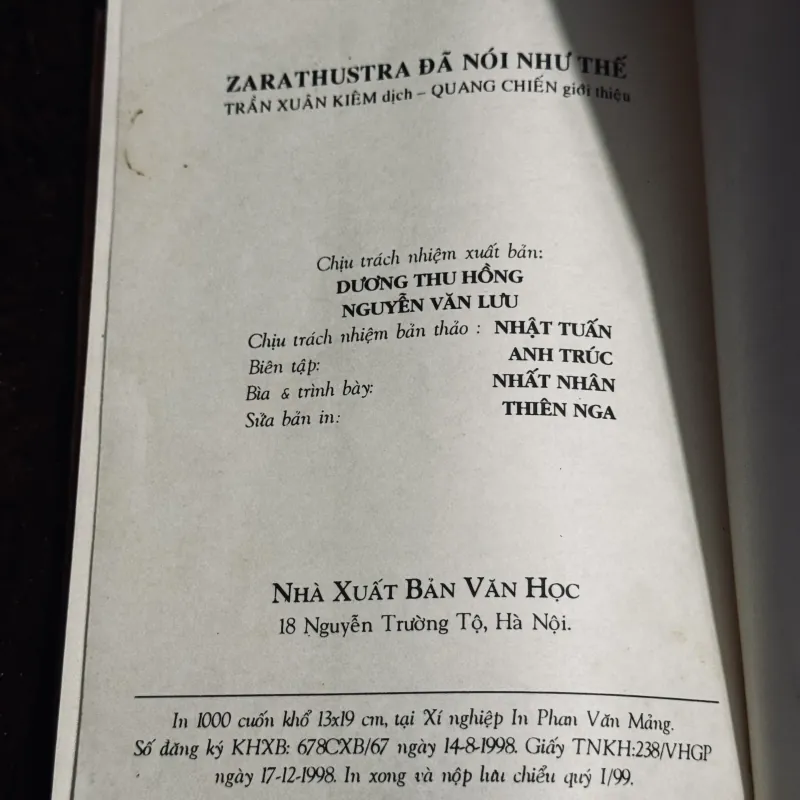 ZARATHUSTRA ĐÃ NÓI NHƯ THẾ
TRẦN XUÂN KIÊM dịch – QUANG CHIẾN giới thiệu
Chịu trách nhiệm xuất bản:
DƯƠNG THU HỒNG
NGUYỄN VĂN LƯU
Chịu trách nhiệm bản thảo : NHẬT TUẤN
Biên tập: ANH TRÚC
Bìa & trình bày: NHẤT NHÂN
Sửa bản in: THIÊN NGA
NHÀ XUẤT BẢN VĂN HỌC
18 Nguyễn Trường Tộ, Hà Nội.
In 1000 cuốn khổ 13x19 cm, tại Xí nghiệp In Phan Văn Mảng.
Số đăng ký KHXB: 678CXB/67 ngày 14-8-1998. Giấy TNKH:238/VHGP
ngày 17-12-1998. In xong và nộp lưu chiểu quý I/99.